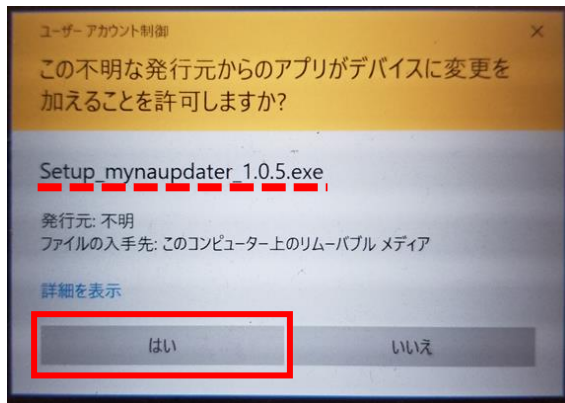 ユーザー アカウント制御
この不明な発行元からのアプリがデバイスに変更を
加えることを許可しますか?
Setup_mynaupdater_1.0.5.exe
発行元: 不明
ファイルの入手先: このコンピューター上のリムーバブル メディア
詳細を表示
はい
いいえ